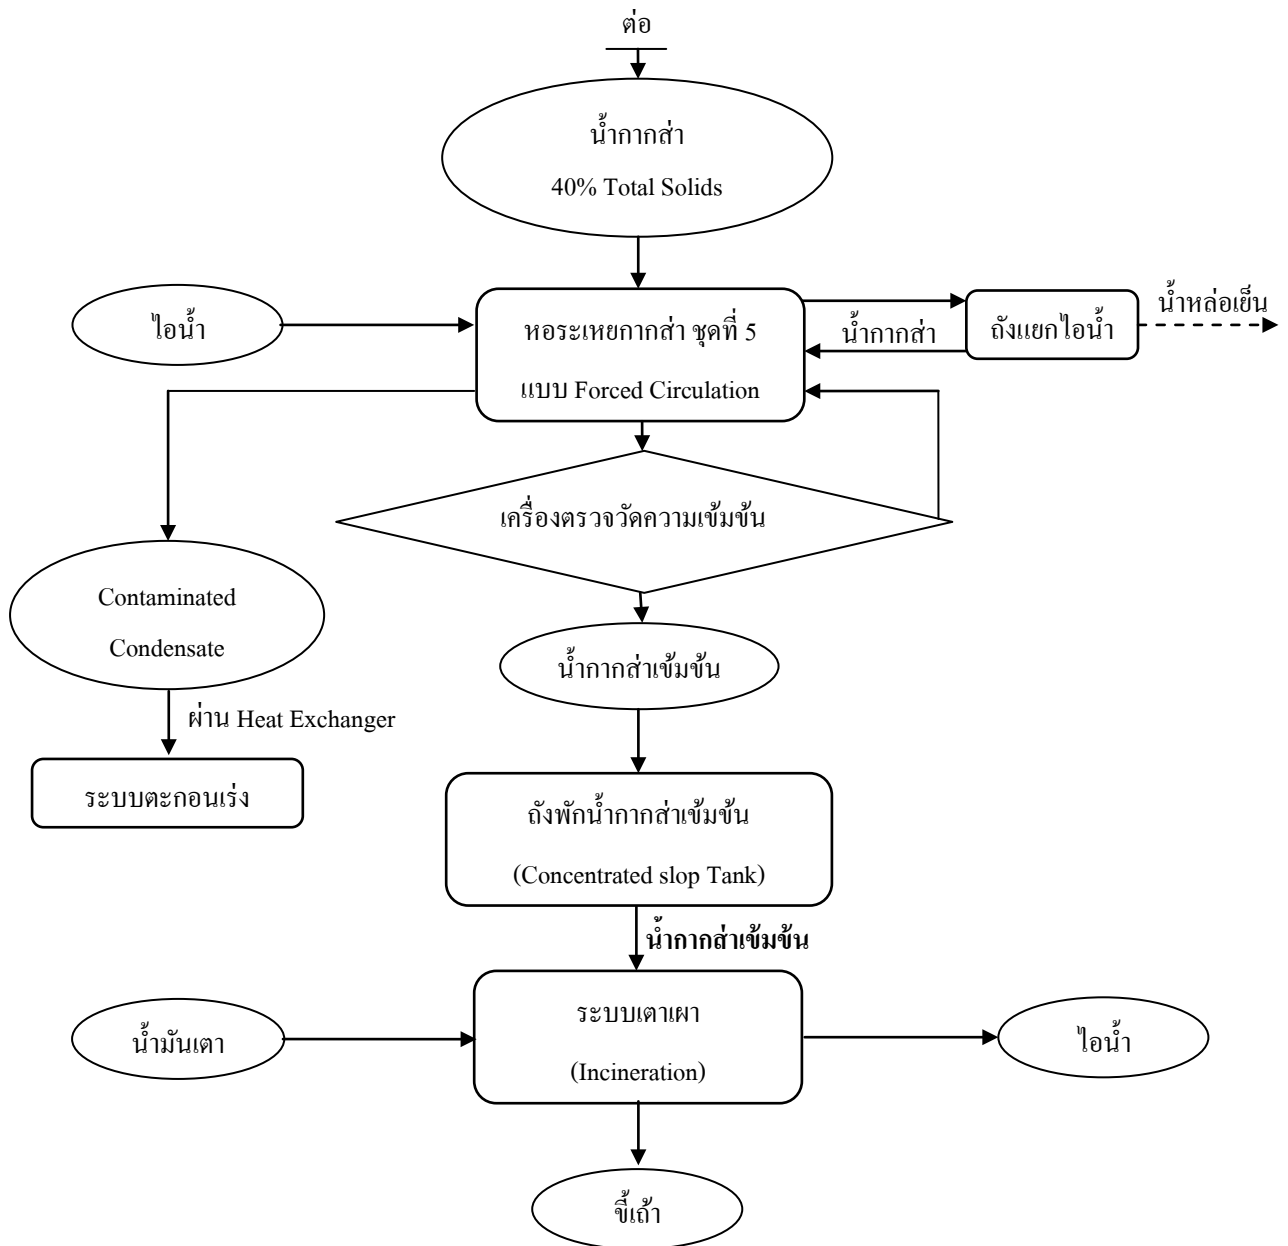 ต่อ
น้ำกากส่า
40% Total Solids
ไอน้ำ
หอระเหยกากส่า ชุดที่ 5
แบบ Forced Circulation
น้ำกากส่า
ถังแยกไอน้ำ
น้ำหล่อเย็น
เครื่องตรวจวัดความเข้มข้น
Contaminated
Condensate
น้ำกากส่าเข้มข้น
ผ่าน Heat Exchanger
ระบบตะกอนเร่ง
ถังพักน้ำกากส่าเข้มข้น
(Concentrated slop Tank)
น้ำกากส่าเข้มข้น
น้ำมันเตา
ระบบเตาเผา
(Incineration)
ไอน้ำ
ขี้เถ้า